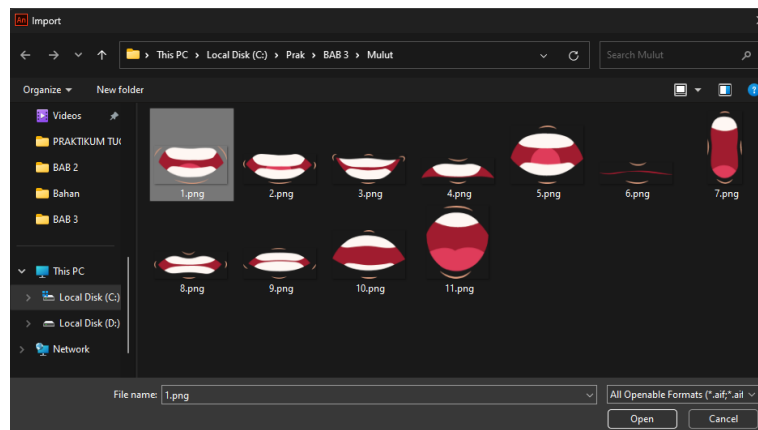 An Import
This PC › Local Disk (C:) › Prak › BAB 3 › Mulut
Search Mulut
Organize
New folder
?
Videos
PRAKTIKUM TU
BAB 2
Bahan
BAB 3
This PC
Local Disk (C:)
Local Disk (D:)
Network
1.png
2.png
3.png
4.png
5.png
6.png
7.png
8.png
9.png
10.png
11.png
File name: 1.png
All Openable Formats (*.aif;*.aif
Open
Cancel